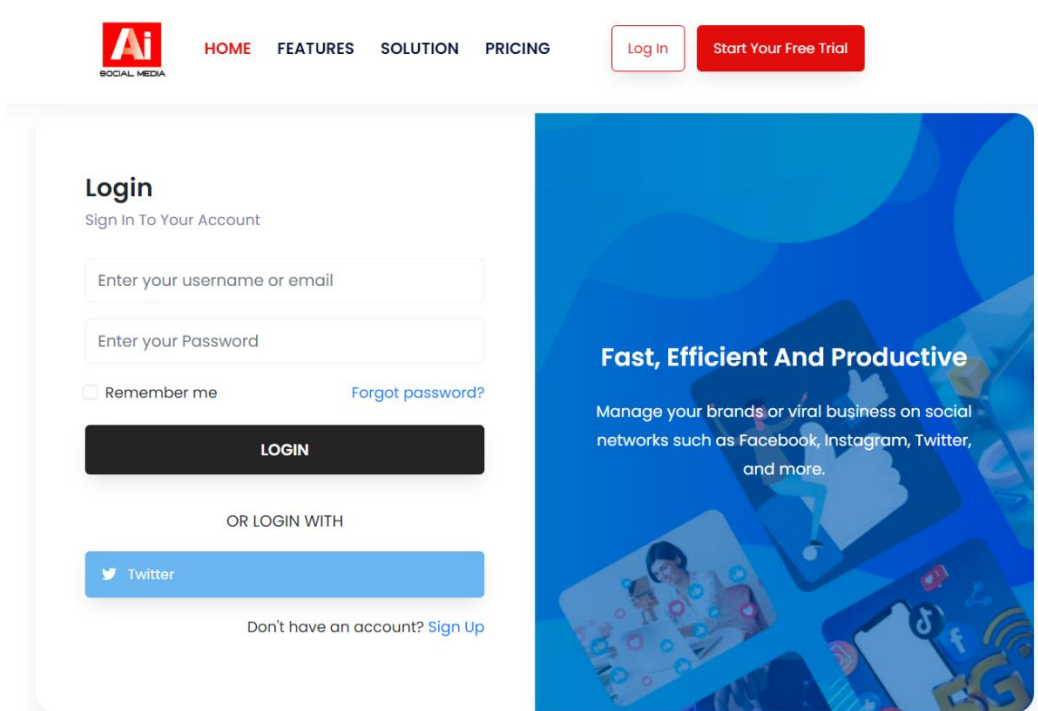 Ai
SOCIAL MEDIA
HOME FEATURES SOLUTION PRICING
Log In
Start Your Free Trial
Login
Sign In To Your Account
Enter your username or email
Enter your Password
Remember me
Forgot password?
LOGIN
OR LOGIN WITH
Twitter
Don't have an account? Sign Up
Fast, Efficient And Productive
Manage your brands or viral business on social
networks such as Facebook, Instagram, Twitter,
and more.
5G